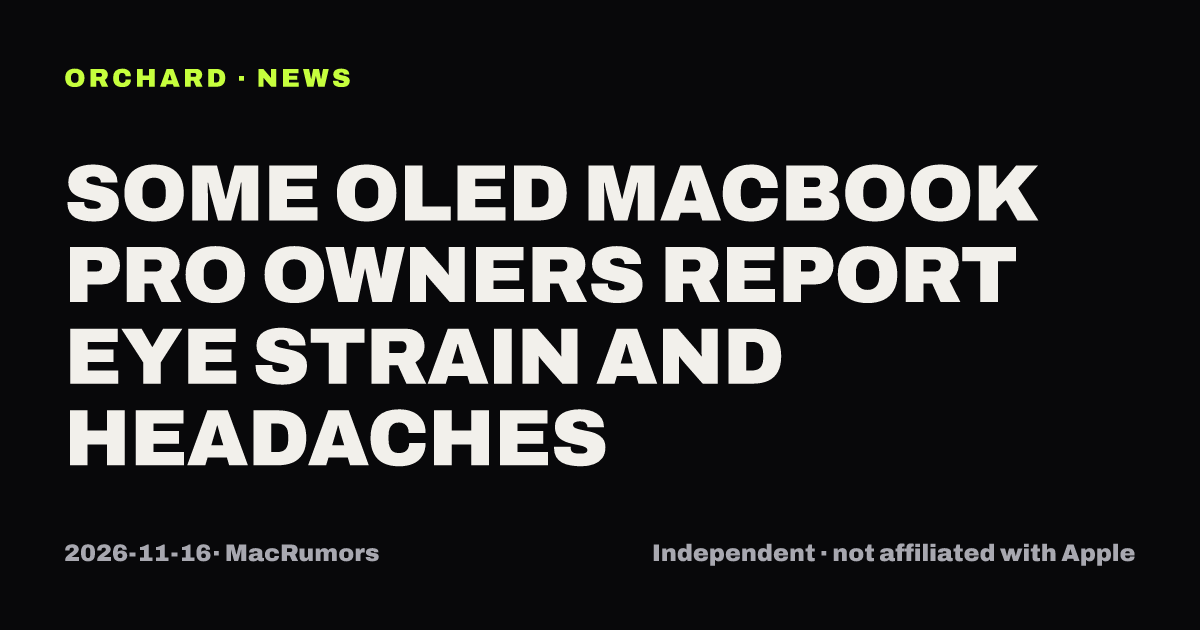 ORCHARD · NEWS
SOME OLED MACBOOK
PRO OWNERS REPORT
EYE STRAIN AND
HEADACHES
2026-11-16· MacRumors
Independent · not affiliated with Apple